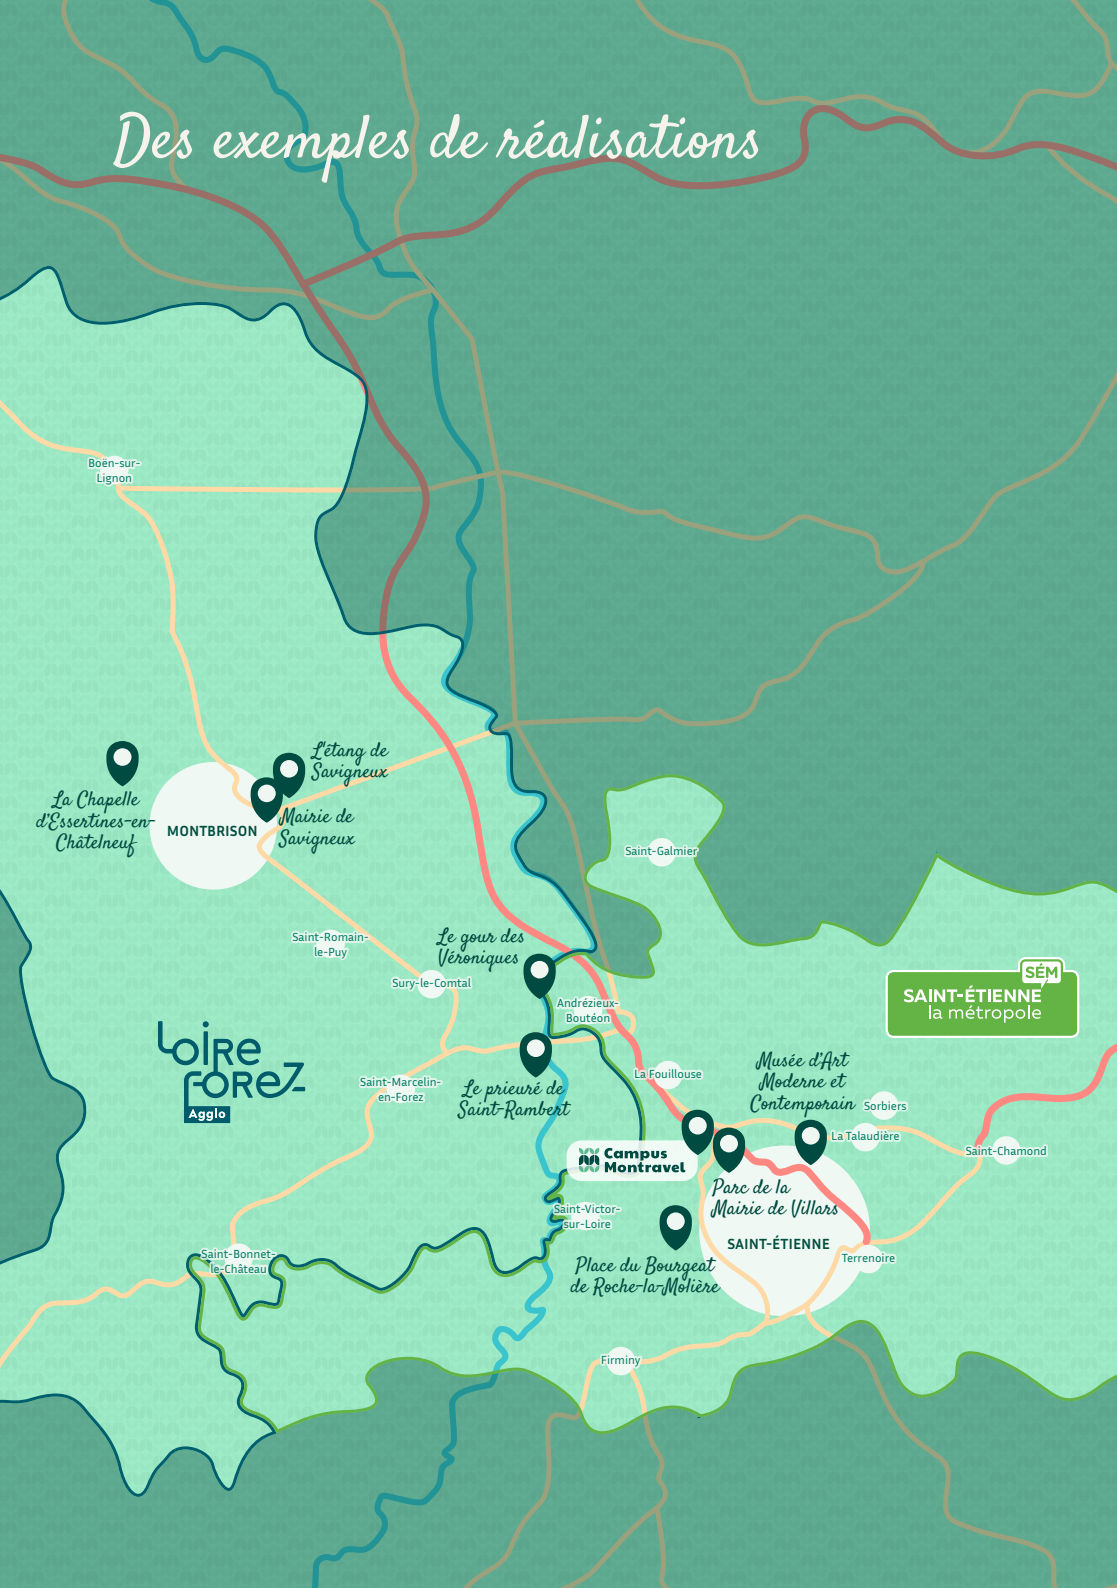 Des exemples de réalisations
Boën-sur-
Lignon
L'étang de
Savigneux
La Chapelle
d'Essertines-en-
Châtelneuf
MONTBRISON
Mairie de
Savigneux
Saint-Galmier
Saint-Romain-
le-Puy
Le gour des
Véroniques
Sury-le-Comtal
Andrézieux-
Boutéon
SÉM
SAINT-ÉTIENNE
la métropole
LOIRE
FOREZ
Agglo
Saint-Marcelin-
en-Forez
Le prieuré de
Saint-Rambert
La Fouillouse
Musée d'Art
Moderne et
Contemporain
Sorbiers
La Talaudière
Saint-Chamond
Campus
Montravel
Parc de la
Mairie de Villars
Saint-Victor-
sur-Loire
SAINT-ÉTIENNE
Terrenoire
Saint-Bonnet-
le-Château
Place du Bourgeat
de Roche-la-Molière
Firminy